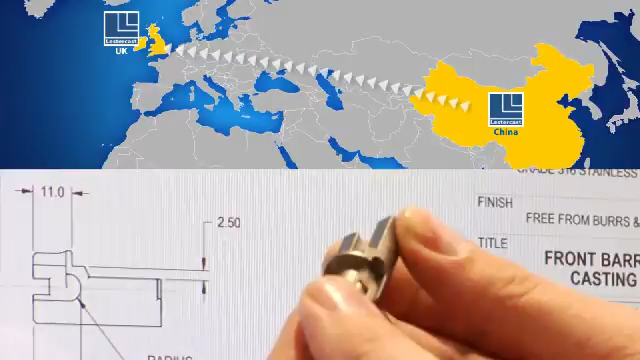 Lestercast
UK
Lestercast
China
GRADE 316 STAINLESS
11.0
2.50
FINISH
FREE FROM BURRS &
TITLE
FRONT BARR
CASTING
RADIUS